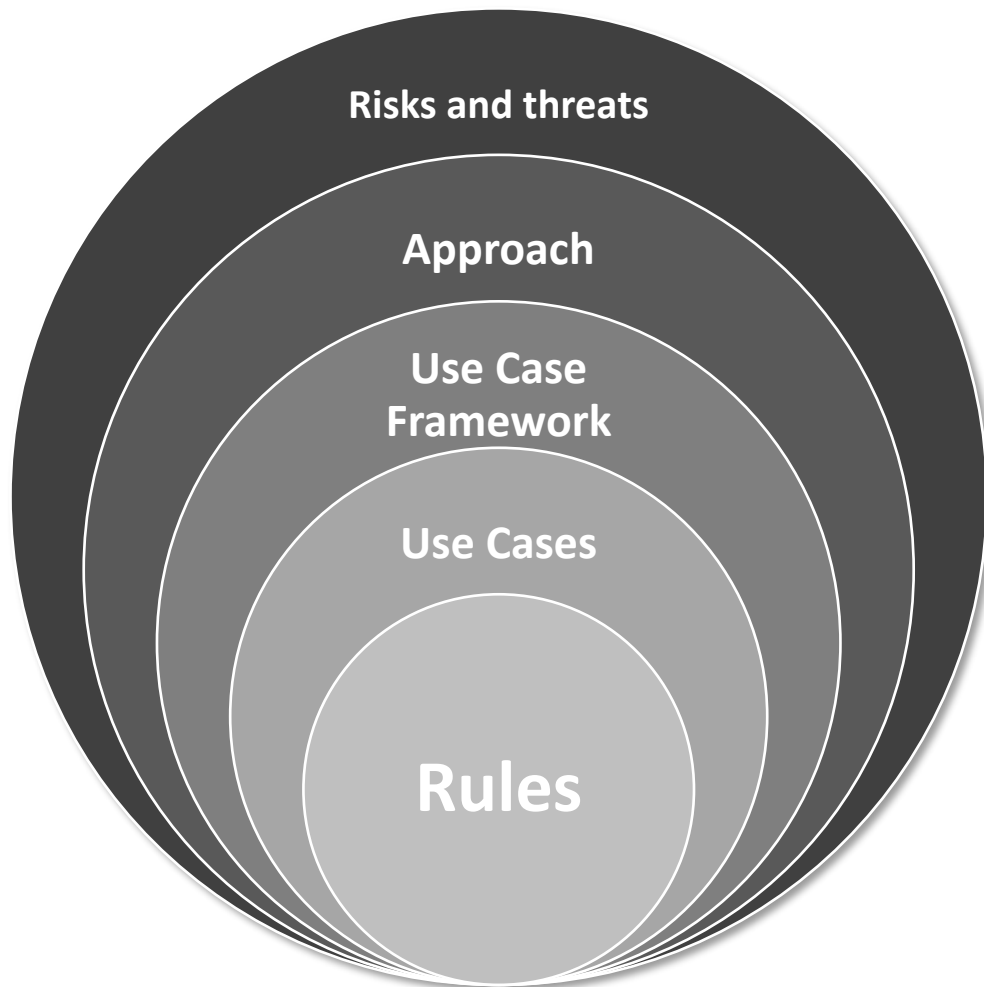 Risks and threats
Approach
Use Case
Framework
Use Cases
Rules